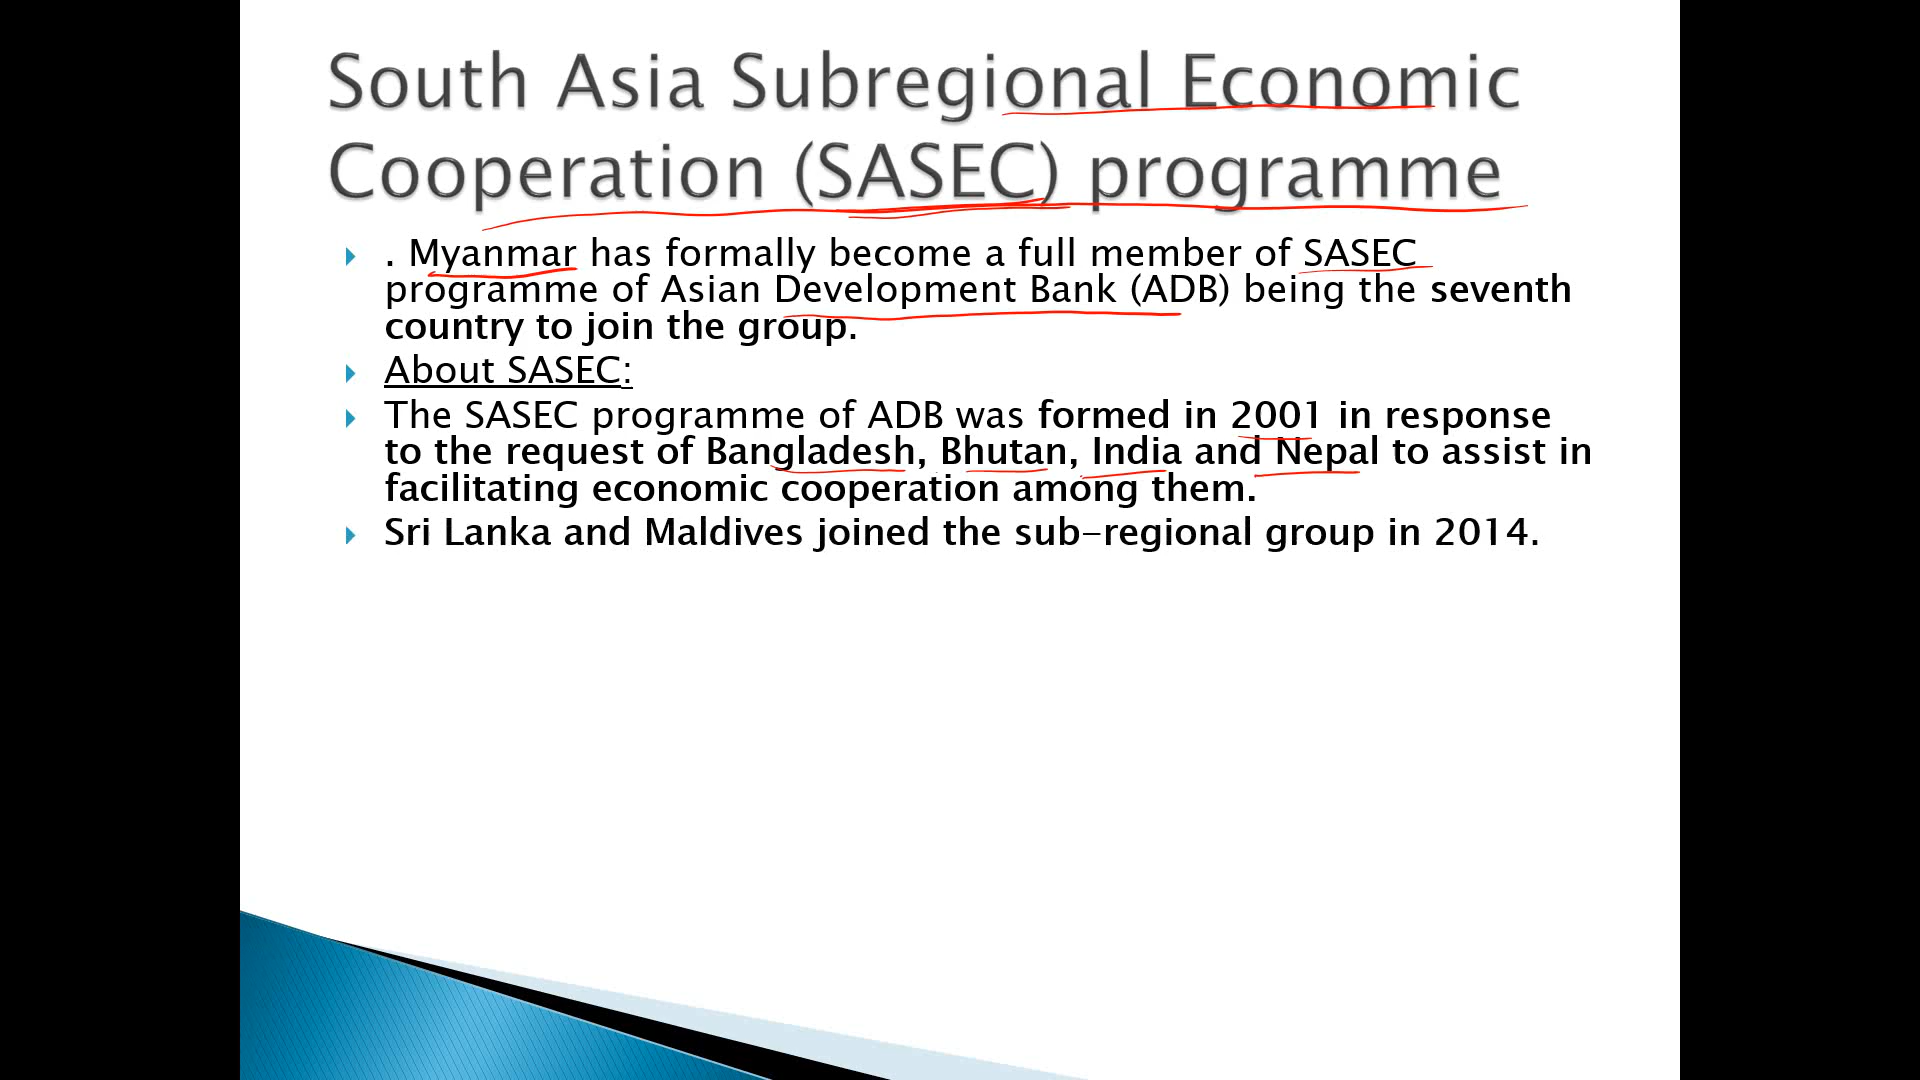 South Asia Subregional Economic
Cooperation (SASEC) programme
. Myanmar has formally become a full member of SASEC
programme of Asian Development Bank (ADB) being the seventh
country to join the group.
About SASEC:
The SASEC programme of ADB was formed in 2001 in response
to the request of Bangladesh, Bhutan, India and Nepal to assist in
facilitating economic cooperation among them.
Sri Lanka and Maldives joined the sub-regional group in 2014.